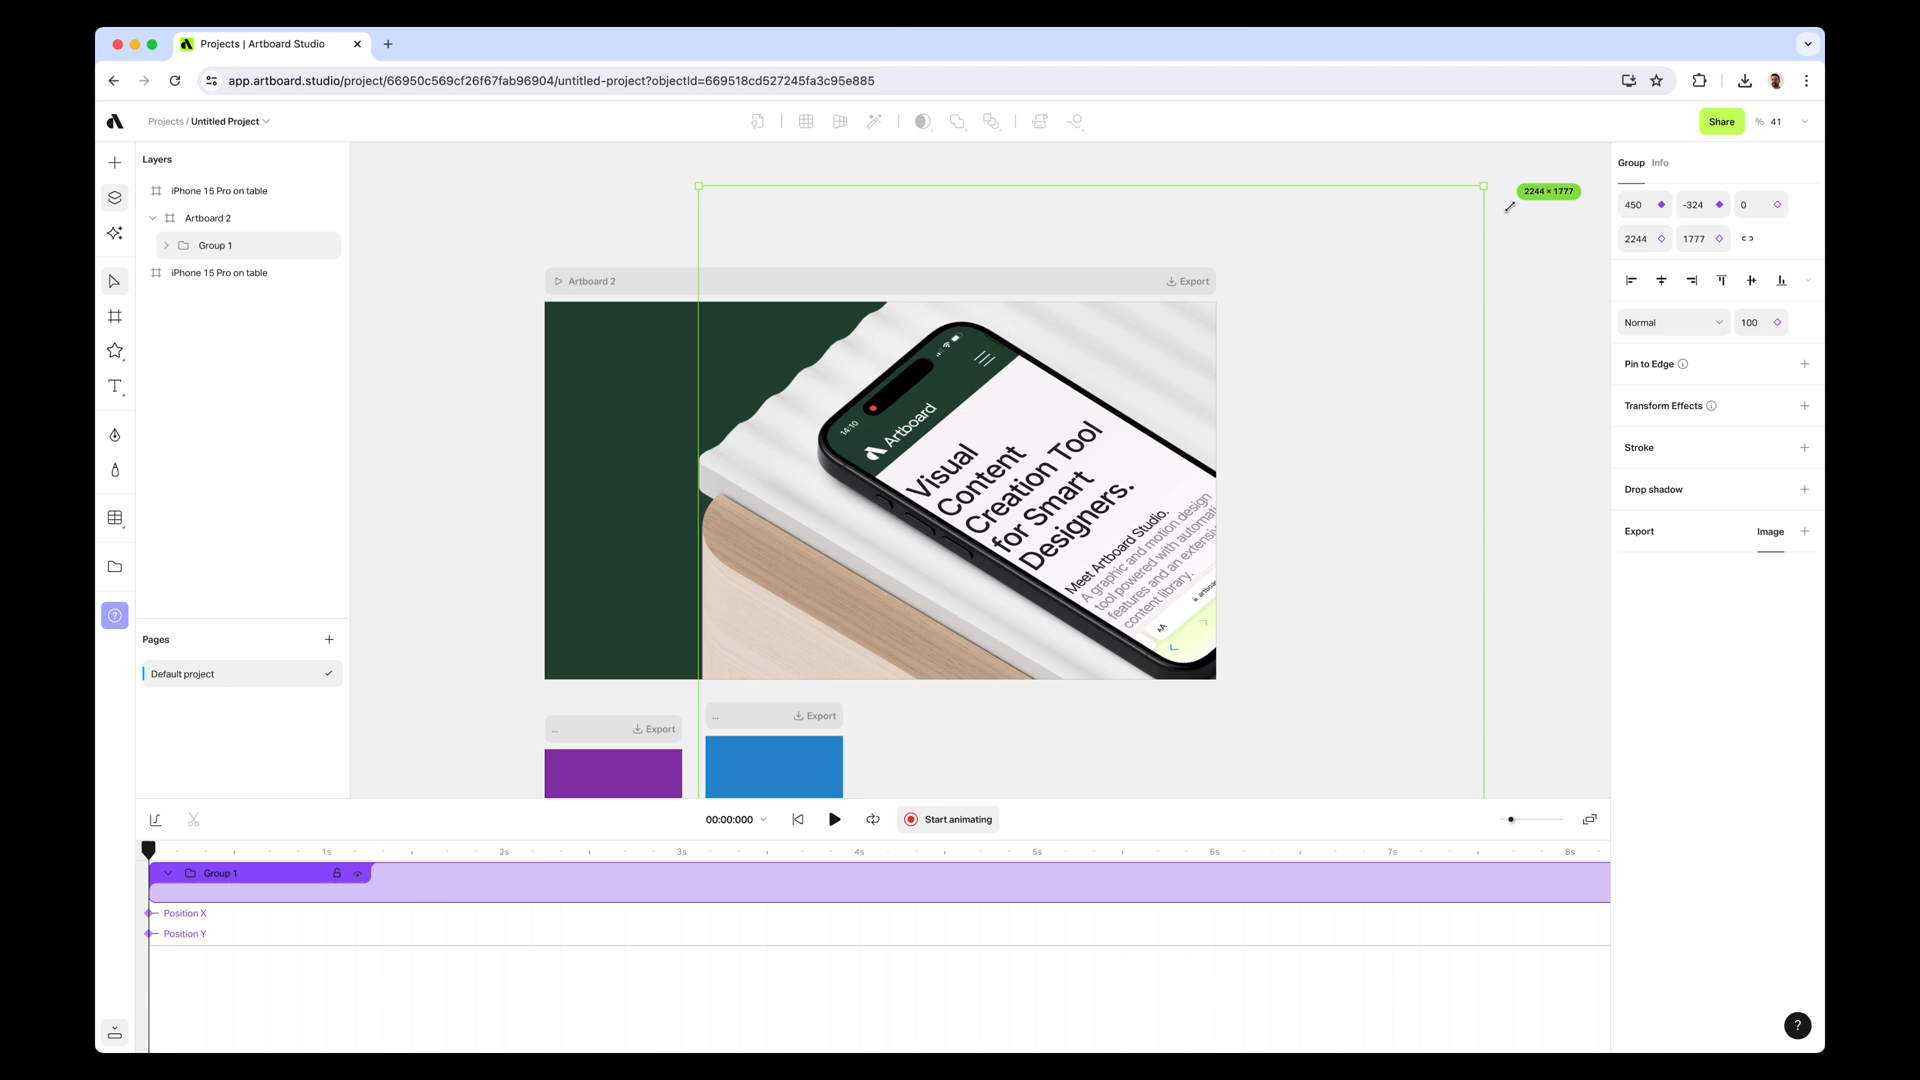 Projects | Artboard Studio
app.artboard.studio/project/66950c569cf26f67fab96904/untitled-project?objectId=669518cd527245fa3c95e885
Projects / Untitled Project
Share
% 41
Layers
iPhone 15 Pro on table
Artboard 2
Group 1
iPhone 15 Pro on table
Pages
Default project
2244 × 1777
Artboard 2
Export
14:10
Artboard
Visual
Content
Creation Tool
for Smart
Designers.
Meet Artboard Studio.
A graphic and motion design
tool powered with automati
features and an extensiv
content library.
artboar
AA
...
Export
...
Export
Group Info
450 -324 0
2244 1777
Normal 100
Pin to Edge
Transform Effects
Stroke
Drop shadow
Export Image
00:00:000
Start animating
1s 2s 3s 4s 5s 6s 7s 8s
Group 1
Position X
Position Y
?